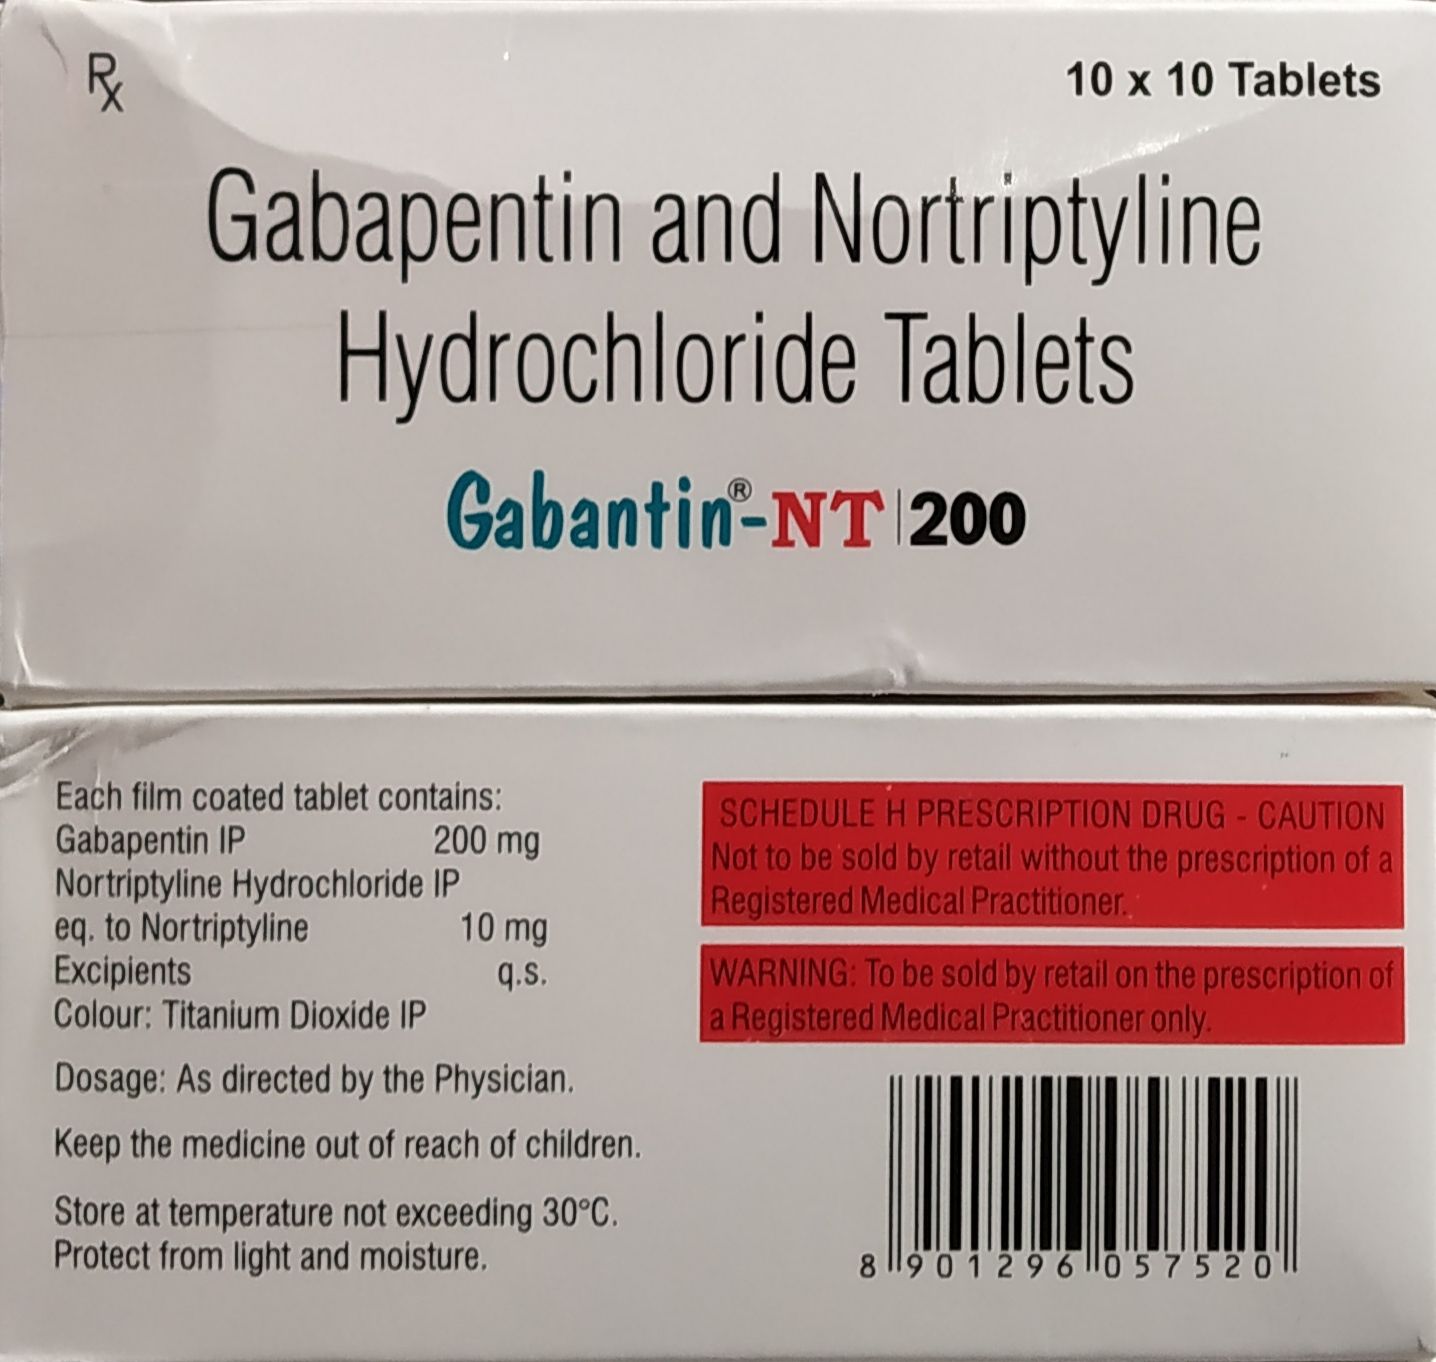 Rx
10 x 10 Tablets
Gabapentin and Nortriptyline
Hydrochloride Tablets
Gabantin®-NT|200
Each film coated tablet contains:
Gabapentin IP 200 mg
Nortriptyline Hydrochloride IP
eq. to Nortriptyline 10 mg
Excipients q.s.
Colour: Titanium Dioxide IP
Dosage: As directed by the Physician.
Keep the medicine out of reach of children.
Store at temperature not exceeding 30°C.
Protect from light and moisture.
SCHEDULE H PRESCRIPTION DRUG - CAUTION
Not to be sold by retail without the prescription of a
Registered Medical Practitioner.
WARNING: To be sold by retail on the prescription of
a Registered Medical Practitioner only.
8 901296 057520